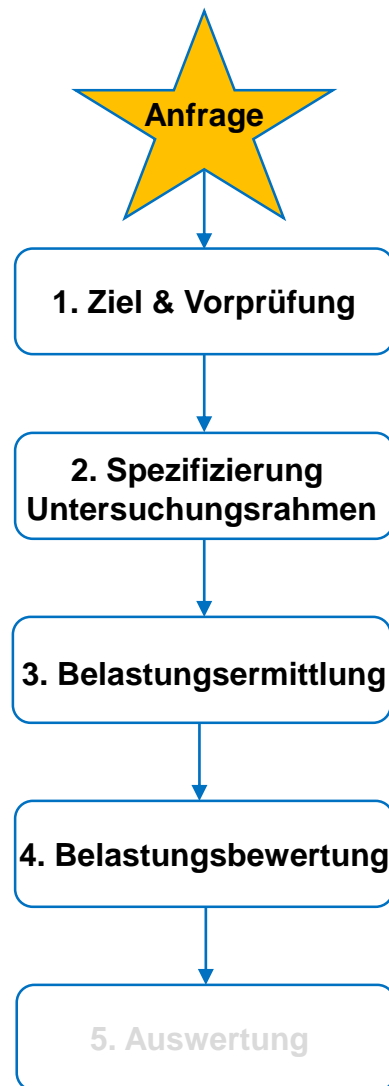 Anfrage
1. Ziel & Vorprüfung
2. Spezifizierung
Untersuchungsrahmen
3. Belastungsermittlung
4. Belastungsbewertung
5. Auswertung